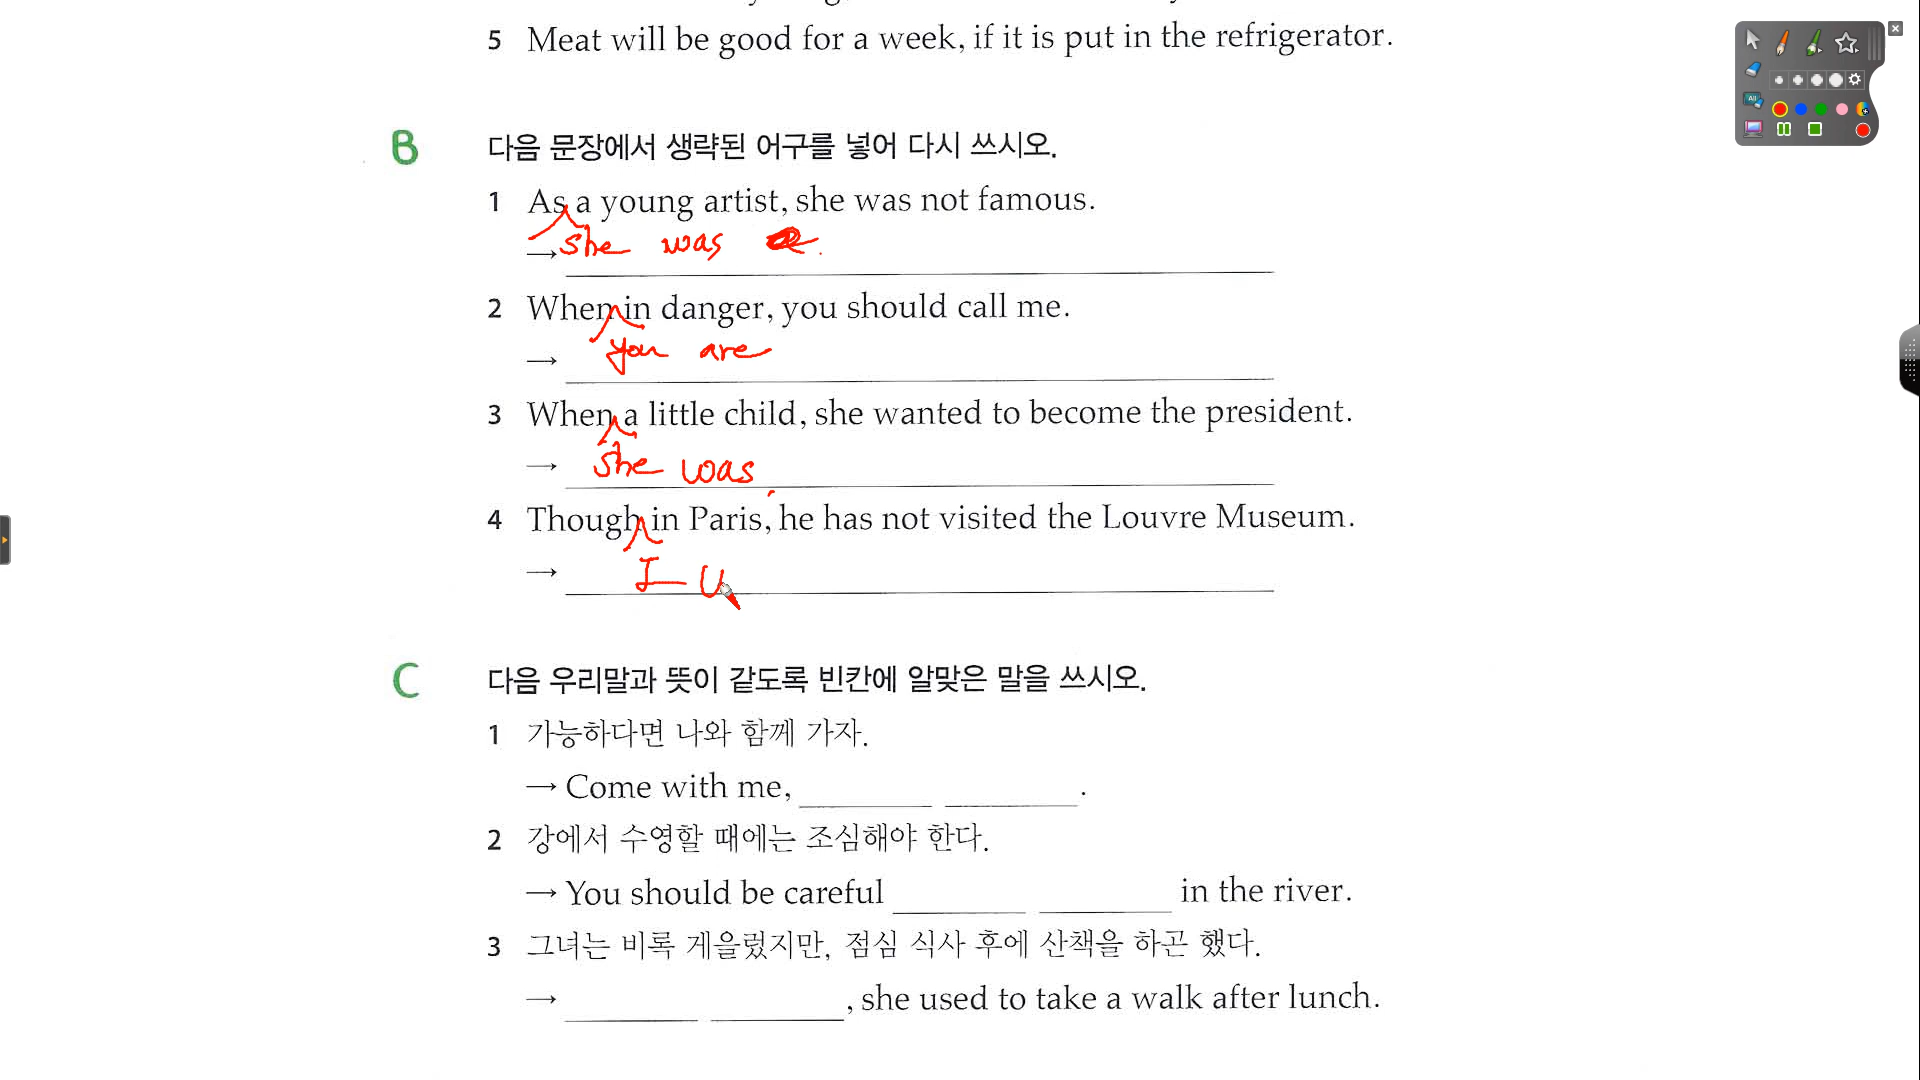 5 Meat will be good for a week, if it is put in the refrigerator.
B 다음 문장에서 생략된 어구를 넣어 다시 쓰시오.
1 As a young artist, she was not famous.
→ she was
2 When in danger, you should call me.
→ you are
3 When a little child, she wanted to become the president.
→ she was
4 Though in Paris, he has not visited the Louvre Museum.
→ I
C 다음 우리말과 뜻이 같도록 빈칸에 알맞은 말을 쓰시오.
1 가능하다면 나와 함께 가자.
→ Come with me, ________ ________.
2 강에서 수영할 때에는 조심해야 한다.
→ You should be careful ________ ________ in the river.
3 그녀는 비록 게을렀지만, 점심 식사 후에 산책을 하곤 했다.
→ ________ ________, she used to take a walk after lunch.